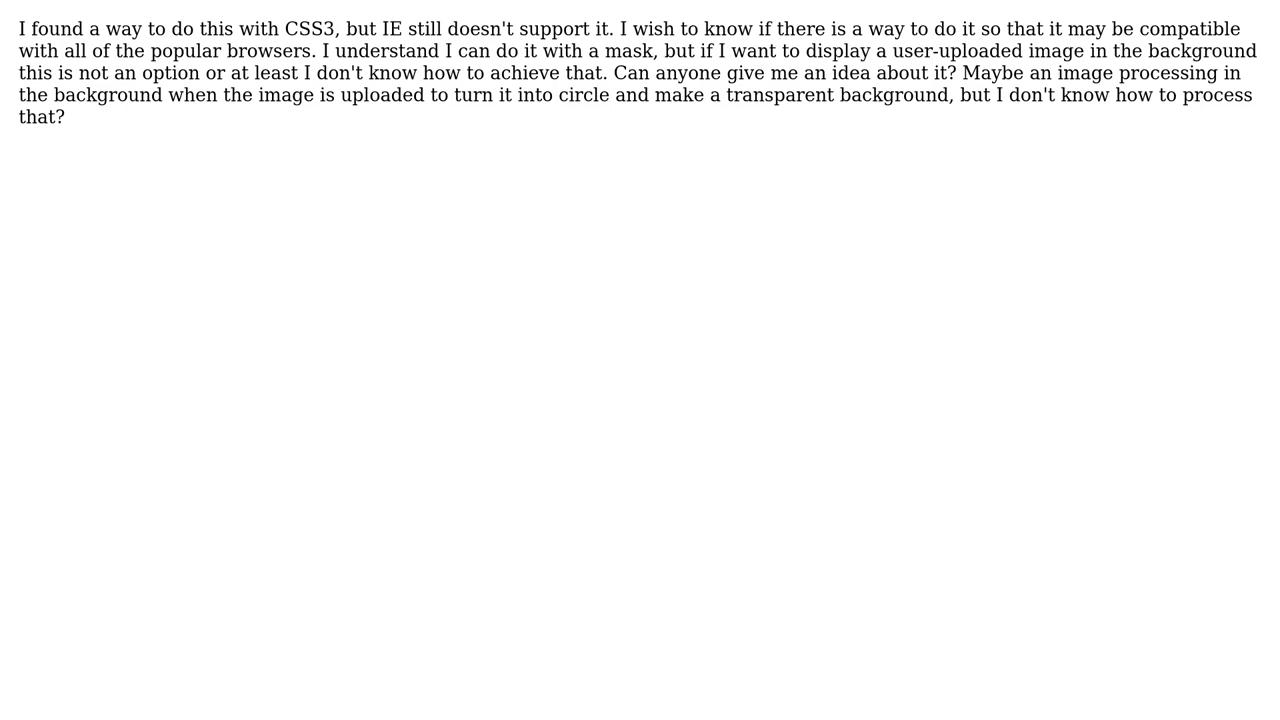 I found a way to do this with CSS3, but IE still doesn't support it. I wish to know if there is a way to do it so that it may be compatible
with all of the popular browsers. I understand I can do it with a mask, but if I want to display a user-uploaded image in the background
this is not an option or at least I don't know how to achieve that. Can anyone give me an idea about it? Maybe an image processing in
the background when the image is uploaded to turn it into circle and make a transparent background, but I don't know how to process
that?